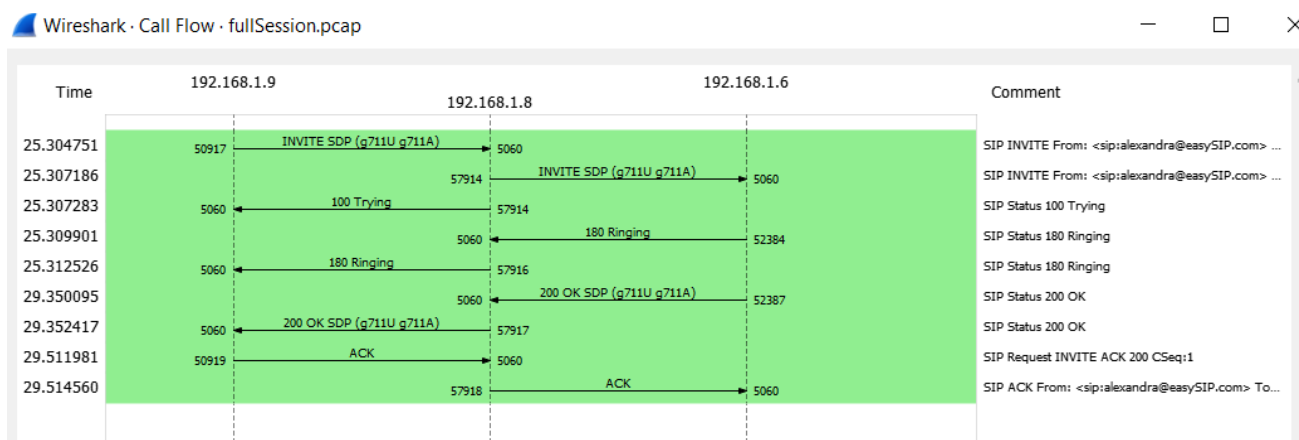 Wireshark · Call Flow · fullSession.pcap
Time 192.168.1.9 192.168.1.8 192.168.1.6 Comment
25.304751 50917 INVITE SDP (g711U g711A) 5060 SIP INVITE From: <sip:alexandra@easySIP.com> ...
25.307186 57914 INVITE SDP (g711U g711A) 5060 SIP INVITE From: <sip:alexandra@easySIP.com> ...
25.307283 5060 100 Trying 57914 SIP Status 100 Trying
25.309901 5060 180 Ringing 52384 SIP Status 180 Ringing
25.312526 5060 180 Ringing 57916 SIP Status 180 Ringing
29.350095 5060 200 OK SDP (g711U g711A) 52387 SIP Status 200 OK
29.352417 5060 200 OK SDP (g711U g711A) 57917 SIP Status 200 OK
29.511981 50919 ACK 5060 SIP Request INVITE ACK 200 CSeq:1
29.514560 57918 ACK 5060 SIP ACK From: <sip:alexandra@easySIP.com> To...